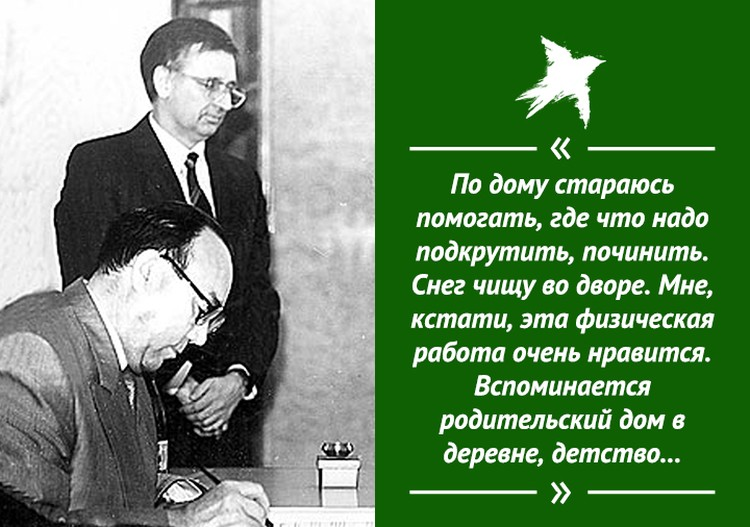 «
По дому стараюсь
помогать, где что надо
подкрутить, починить.
Снег чищу во дворе. Мне,
кстати, эта физическая
работа очень нравится.
Вспоминается
родительский дом в
деревне, детство...
»